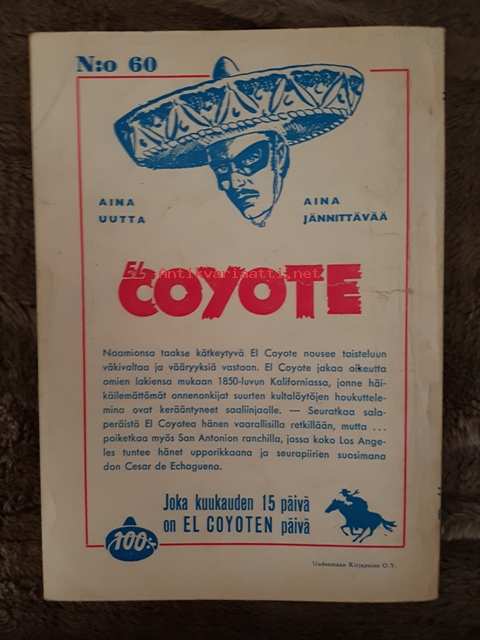 N:o 60
AINA
UUTTA
AINA
JÄNNITTÄVÄÄ
EL
COYOTE
antikvariaatti.net
Naamionsa taakse kätkeytyvä El Coyote nousee taisteluun
väkivaltaa ja vääryyksiä vastaan. El Coyote jakaa oikeutta
omien lakiensa mukaan 1850-luvun Kaliforniassa, jonne häi-
käilemättömät onnenonkijat suurten kultalöytöjen houkuttele-
mina ovat kerääntyneet saaliinjaolle. — Seuratkaa sala-
peräistä El Coyotea hänen vaarallisilla retkillään, mutta ...
poiketkaa myös San Antonion ranchilla, jossa koko Los Ange-
les tuntee hänet upporikkaana ja seurapiirien suosimana
don Cesar de Echaguena.
Joka kuukauden 15 päivä
on EL COYOTEN päivä
100:-
Uudenmaan Kirjapaino O.Y.